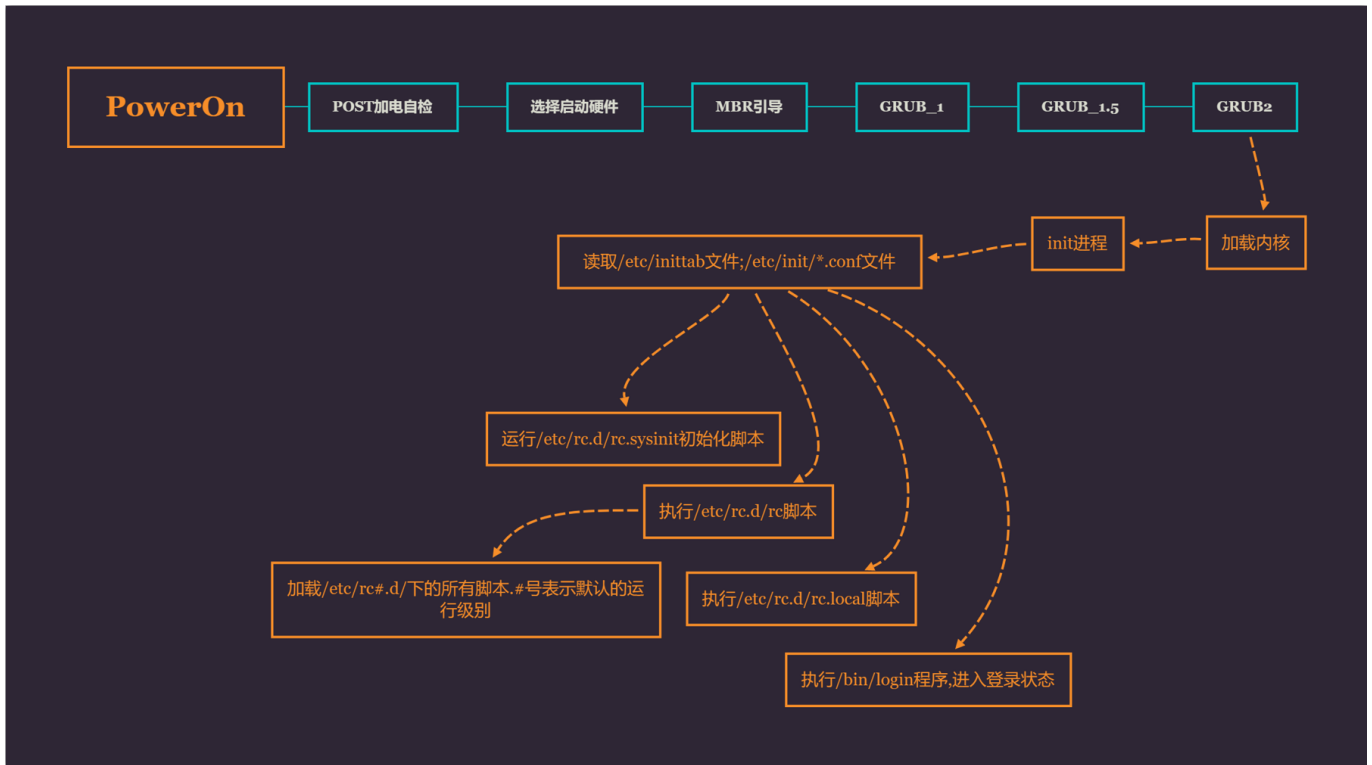 PowerOn
POST加电自检
选择启动硬件
MBR引导
GRUB_1
GRUB_1.5
GRUB2
加载内核
init进程
读取/etc/inittab文件;/etc/init/*.conf文件
运行/etc/rc.d/rc.sysinit初始化脚本
执行/etc/rc.d/rc脚本
加载/etc/rc#.d/下的所有脚本.#号表示默认的运
行级别
执行/etc/rc.d/rc.local脚本
执行/bin/login程序,进入登录状态